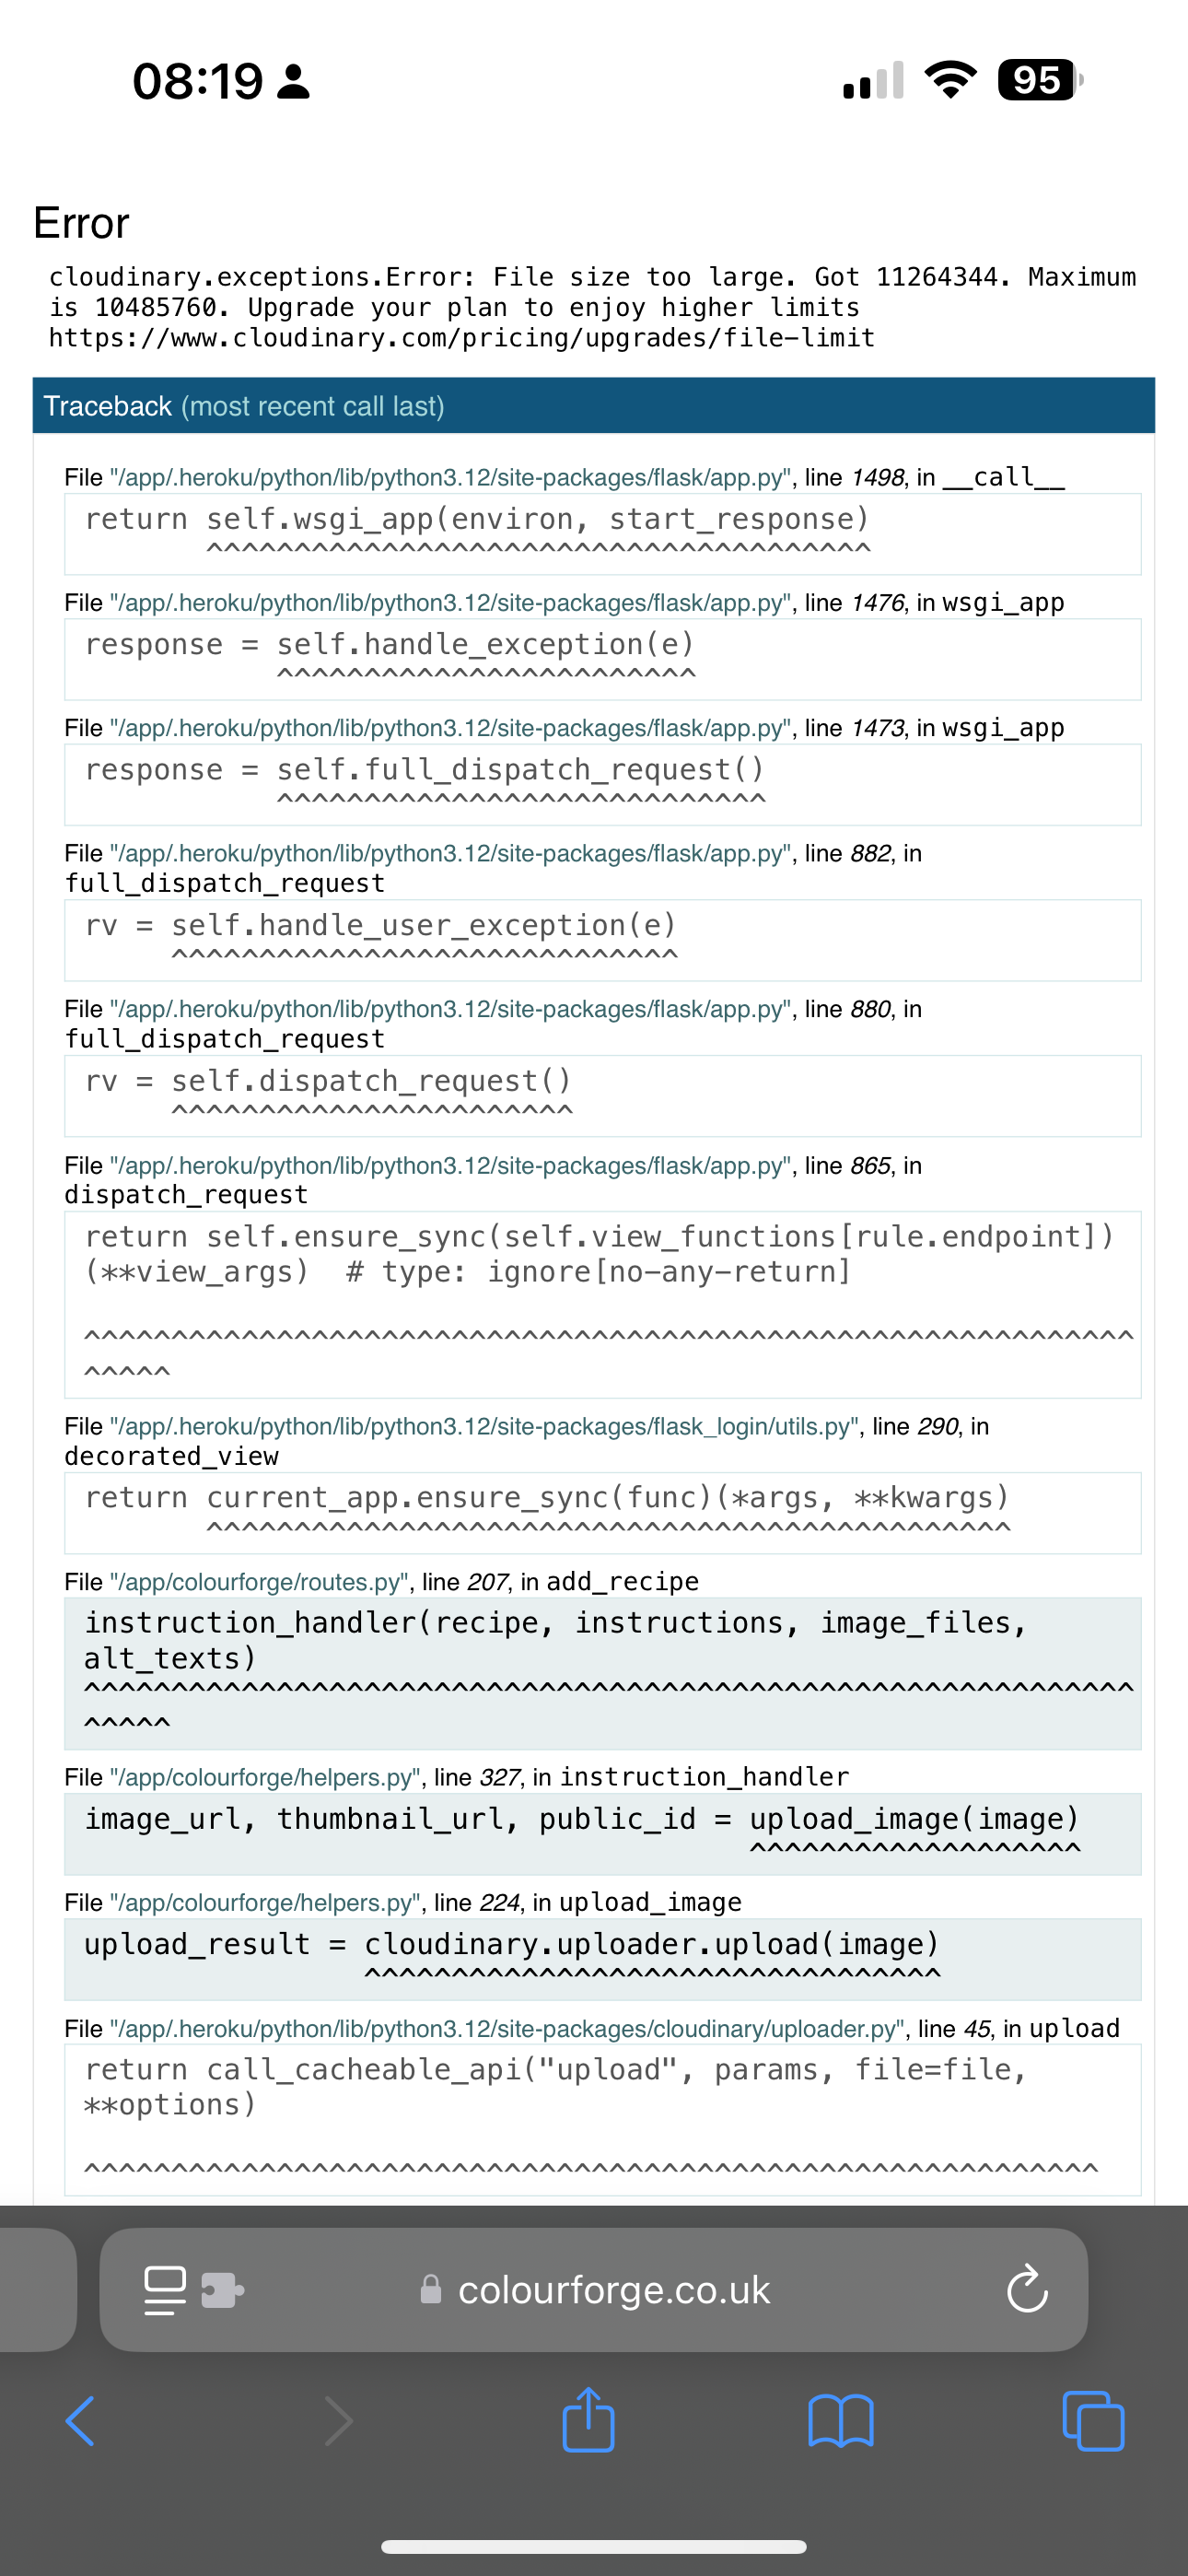 08:19
95
Error
cloudinary.exceptions.Error: File size too large. Got 11264344. Maximum
is 10485760. Upgrade your plan to enjoy higher limits
https://www.cloudinary.com/pricing/upgrades/file-limit
Traceback (most recent call last)
File "/app/.heroku/python/lib/python3.12/site-packages/flask/app.py", line 1498, in __call__
return self.wsgi_app(environ, start_response)
^^^^^^^^^^^^^^^^^^^^^^^^^^^^^^^^^^^^^^
File "/app/.heroku/python/lib/python3.12/site-packages/flask/app.py", line 1476, in wsgi_app
response = self.handle_exception(e)
^^^^^^^^^^^^^^^^^^^^^^^^
File "/app/.heroku/python/lib/python3.12/site-packages/flask/app.py", line 1473, in wsgi_app
response = self.full_dispatch_request()
^^^^^^^^^^^^^^^^^^^^^^^^^^^^
File "/app/.heroku/python/lib/python3.12/site-packages/flask/app.py", line 882, in
full_dispatch_request
rv = self.handle_user_exception(e)
^^^^^^^^^^^^^^^^^^^^^^^^^^^^^
File "/app/.heroku/python/lib/python3.12/site-packages/flask/app.py", line 880, in
full_dispatch_request
rv = self.dispatch_request()
^^^^^^^^^^^^^^^^^^^^^^^
File "/app/.heroku/python/lib/python3.12/site-packages/flask/app.py", line 865, in
dispatch_request
return self.ensure_sync(self.view_functions[rule.endpoint])
(**view_args)  # type: ignore[no-any-return]
^^^^^^^^^^^^^^^^^^^^^^^^^^^^^^^^^^^^^^^^^^^^^^^^^^^^^^^^^^^^
^^^^^
File "/app/.heroku/python/lib/python3.12/site-packages/flask_login/utils.py", line 290, in
decorated_view
return current_app.ensure_sync(func)(*args, **kwargs)
^^^^^^^^^^^^^^^^^^^^^^^^^^^^^^^^^^^^^^^^^^^^^^
File "/app/colourforge/routes.py", line 207, in add_recipe
instruction_handler(recipe, instructions, image_files,
alt_texts)
^^^^^^^^^^^^^^^^^^^^^^^^^^^^^^^^^^^^^^^^^^^^^^^^^^^^^^^^^^^^
^^^^^
File "/app/colourforge/helpers.py", line 327, in instruction_handler
image_url, thumbnail_url, public_id = upload_image(image)
^^^^^^^^^^^^^^^^^^^
File "/app/colourforge/helpers.py", line 224, in upload_image
upload_result = cloudinary.uploader.upload(image)
^^^^^^^^^^^^^^^^^^^^^^^^^^^^^^^^^
File "/app/.heroku/python/lib/python3.12/site-packages/cloudinary/uploader.py", line 45, in upload
return call_cacheable_api("upload", params, file=file,
**options)
^^^^^^^^^^^^^^^^^^^^^^^^^^^^^^^^^^^^^^^^^^^^^^^^^^^^^^^^^^
colourforge.co.uk